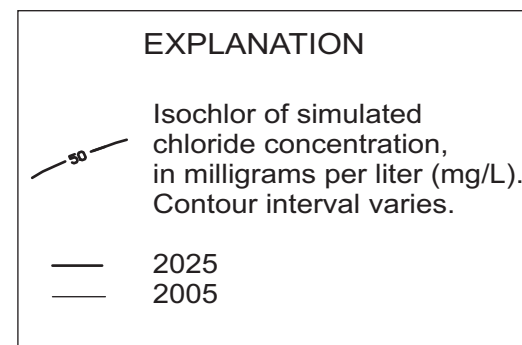 EXPLANATION
50
Isochlor of simulated
chloride concentration,
in milligrams per liter (mg/L).
Contour interval varies.
2025
2005